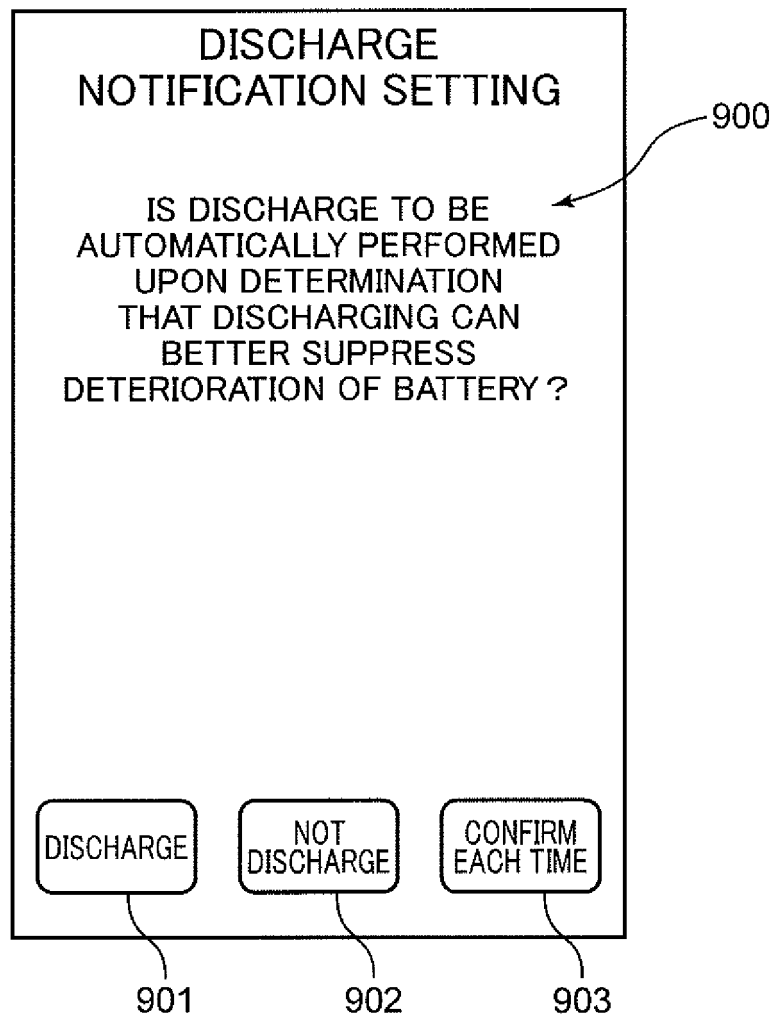 DISCHARGE
NOTIFICATION SETTING
900
IS DISCHARGE TO BE
AUTOMATICALLY PERFORMED
UPON DETERMINATION
THAT DISCHARGING CAN
BETTER SUPPRESS
DETERIORATION OF BATTERY ?
DISCHARGE
NOT
DISCHARGE
CONFIRM
EACH TIME
901
902
903